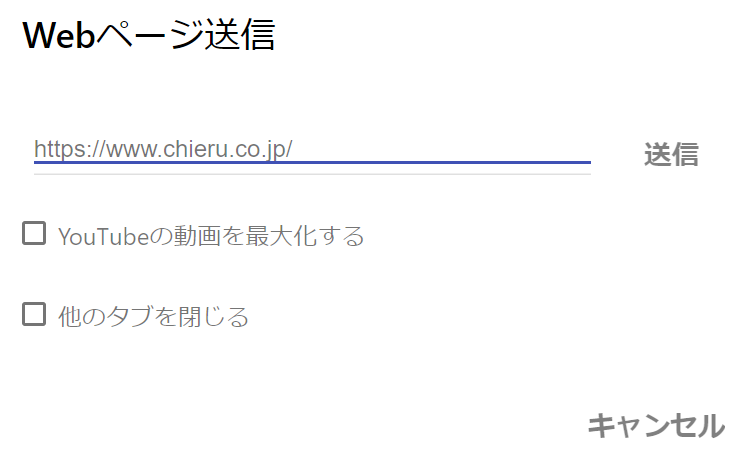 Webページ送信
https://www.chieru.co.jp/
送信
YouTubeの動画を最大化する
他のタブを閉じる
キャンセル